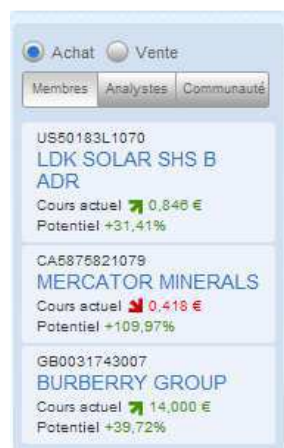 Achat Vente
Membres Analystes Communauté
US50183L1070
LDK SOLAR SHS B
ADR
Cours actuel 0,846 €
Potentiel +31,41%
CA5875821079
MERCATOR MINERALS
Cours actuel 0,418 €
Potentiel +109,97%
GB0031743007
BURBERRY GROUP
Cours actuel 14,000 €
Potentiel +39,72%